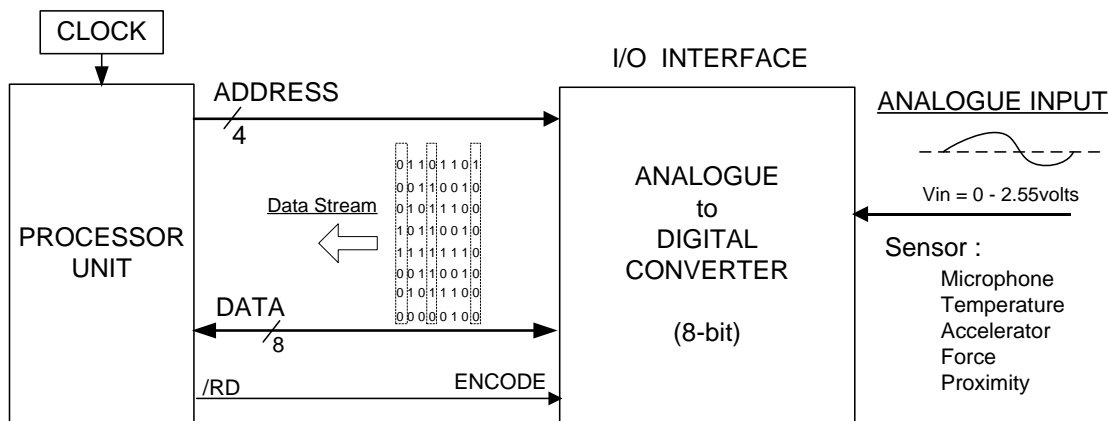 CLOCK
I/O INTERFACE
ADDRESS
4
ANALOGUE INPUT
0 1 1 0 1 1 0 1
0 0 1 1 0 0 1 0
Data Stream
0 1 0 1 1 1 0 0
1 0 1 1 0 0 1 0
1 1 1 1 1 1 0 0
0 0 1 1 0 0 1 0
0 1 0 1 1 1 0 0
0 0 0 0 0 1 0 0
PROCESSOR
UNIT
ANALOGUE
to
DIGITAL
CONVERTER
(8-bit)
Vin = 0 - 2.55volts
Sensor :
Microphone
Temperature
Accelerator
Force
Proximity
DATA
8
/RD
ENCODE